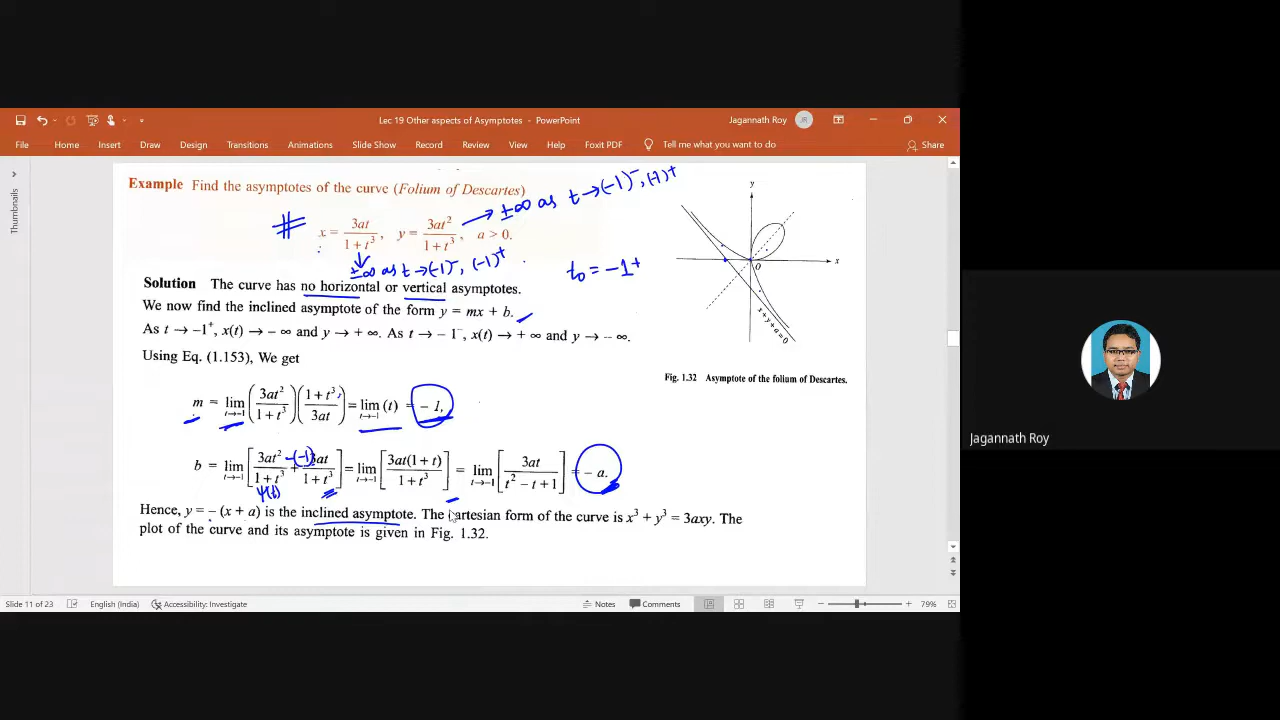 Lec 19 Other aspects of Asymptotes - PowerPoint
Jagannath Roy
JR
File Home Insert Draw Design Transitions Animations Slide Show Record Review View Help Foxit PDF Tell me what you want to do Share
Thumbnails
Example Find the asymptotes of the curve (Folium of Descartes)
→ ±∞ as t→(-1)⁻, (-1)⁺
# x = 3at / (1 + t³), y = 3at² / (1 + t³), a > 0.
±∞ as t→(-1)⁻, (-1)⁺
t₀ = -1⁺
Solution The curve has no horizontal or vertical asymptotes.
We now find the inclined asymptote of the form y = mx + b.
As t → −1⁺, x(t) → − ∞ and y → + ∞. As t → − 1⁻, x(t) → + ∞ and y → − ∞.
Using Eq. (1.153), We get
m = lim t→−1 (3at² / (1 + t³)) ((1 + t³) / 3at) = lim t→−1 (t) = − 1,
-(-1)
b = lim t→−1 [3at² / (1 + t³) + 3at / (1 + t³)] = lim t→−1 [3at(1 + t) / (1 + t³)] = lim t→−1 [3at / (t² − t + 1)] = − a.
ψ(t)
Hence, y = − (x + a) is the inclined asymptote. The Cartesian form of the curve is x³ + y³ = 3axy. The
plot of the curve and its asymptote is given in Fig. 1.32.
y
x
O
x+y+a=0
Fig. 1.32 Asymptote of the folium of Descartes.
Jagannath Roy
Slide 11 of 23 English (India) Accessibility: Investigate Notes Comments 79%